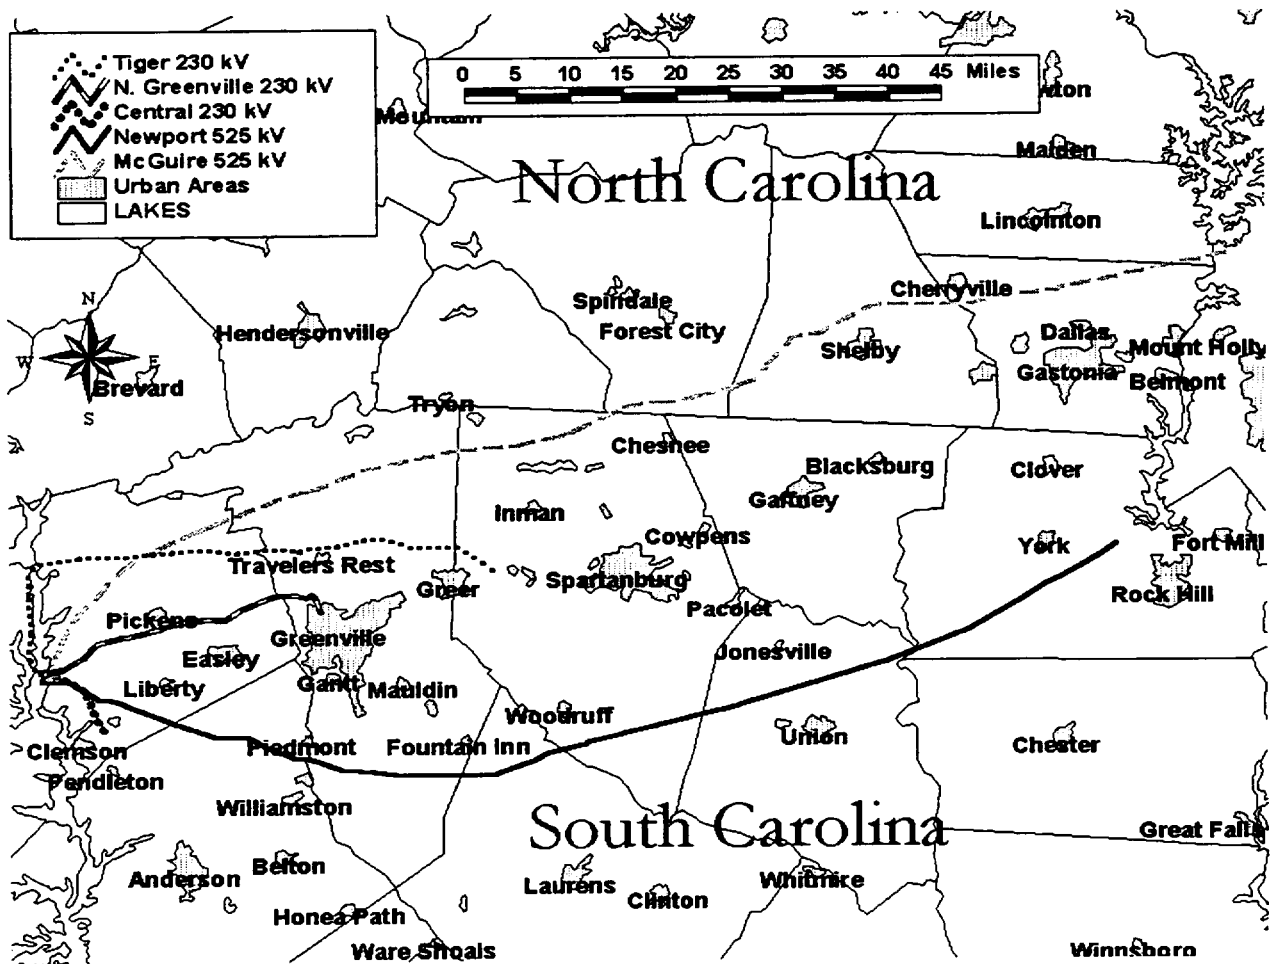 Tiger 230 kV
N. Greenville 230 kV
Central 230 kV
Newport 525 kV
McGuire 525 kV
Urban Areas
LAKES
0 5 10 15 20 25 30 35 40 45 Miles
Mountain
Maiden
North Carolina
Lincolnton
Cherryville
N
W E
S
Spindale
Forest City
Hendersonville
Dallas
Mount Holly
Shelby
Gastonia
Belmont
Brevard
Tryon
Chesnee
Blacksburg
Clover
Gaffney
Inman
Cowpens
York
Fort Mill
Travelers Rest
Greer
Spartanburg
Rock Hill
Pacolet
Pickens
Greenville
Jonesville
Easley
Liberty
Gantt
Mauldin
Woodruff
Union
Chester
Clemson
Piedmont
Fountain Inn
Pendleton
Williamston
South Carolina
Great Falls
Belton
Anderson
Laurens
Whitmire
Clinton
Honea Path
Ware Shoals
Winnsboro